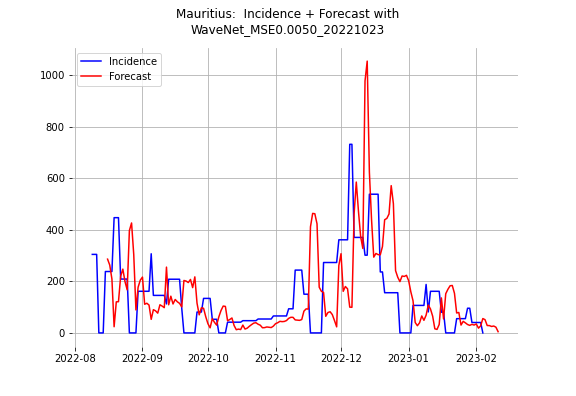 Mauritius:  Incidence + Forecast with
WaveNet_MSE0.0050_20221023
Incidence
Forecast
1000
800
600
400
200
0
2022-08 2022-09 2022-10 2022-11 2022-12 2023-01 2023-02